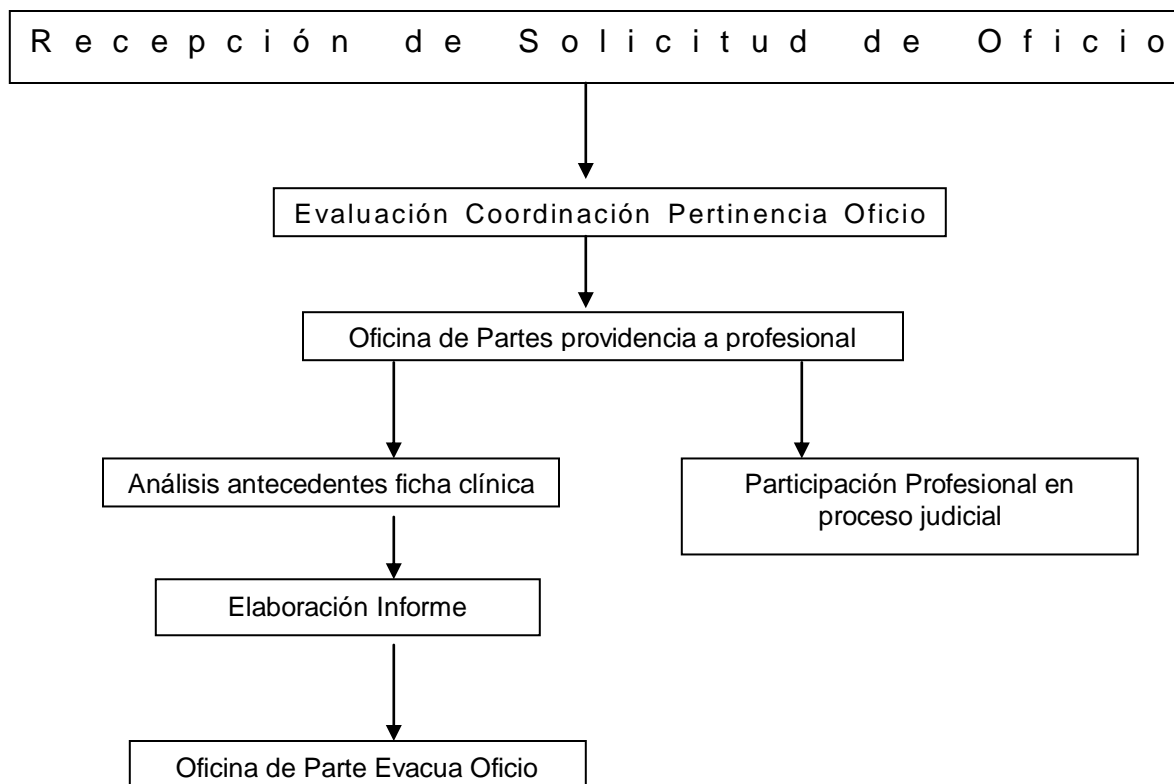 Recepción de Solicitud de Oficio
Evaluación Coordinación Pertinencia Oficio
Oficina de Partes providencia a profesional
Análisis antecedentes ficha clínica
Participación Profesional en
proceso judicial
Elaboración Informe
Oficina de Parte Evacua Oficio